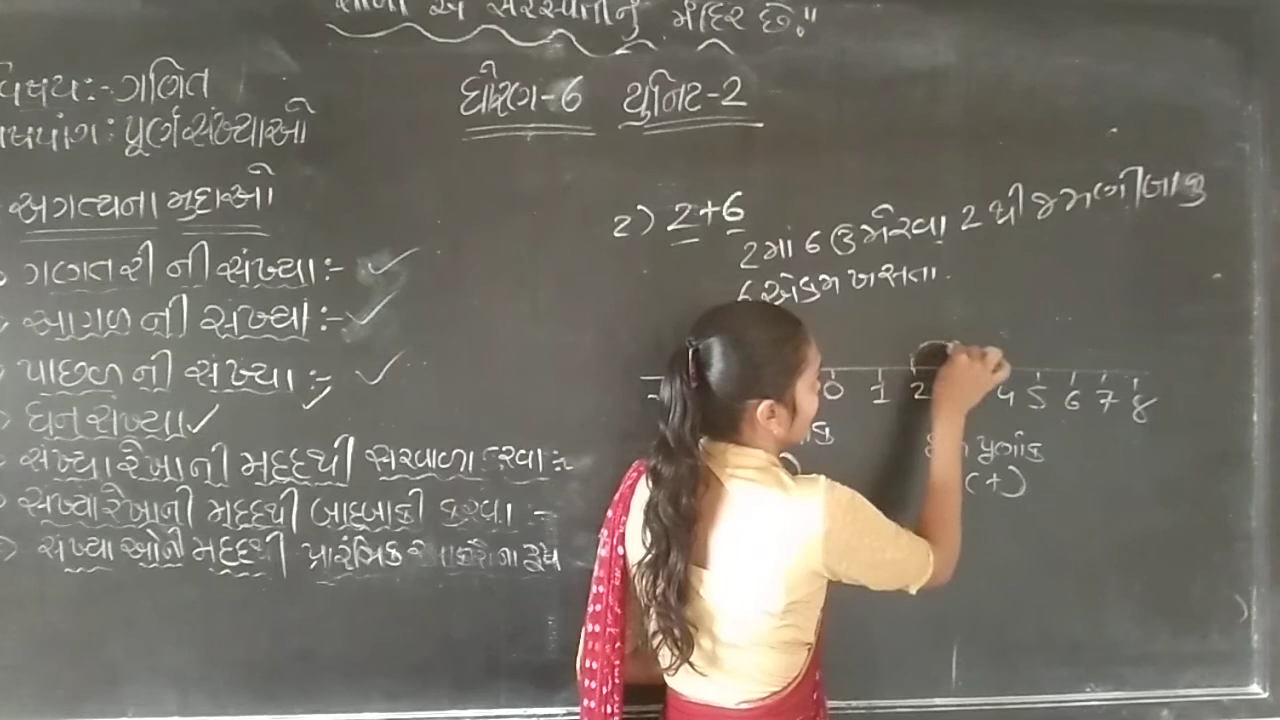 શાળા એ સરસ્વતીનું મંદિર છે."
વિષય:- ગણિત
ધોરણ-6 યુનિટ-2
પૂર્ણ સંખ્યાઓ
અગત્યના મુદ્દાઓ
ગણતરી ની સંખ્યા:-
આગળ ની સંખ્યા:-
પાછળ ની સંખ્યા:-
ઘન સંખ્યા
સંખ્યા રેખાની મદદથી સરવાળા કરવા:-
સંખ્યારેખાની મદદથી બાદબાકી કરવા :-
સંખ્યાઓની મદદથી પ્રારંભિક
2) 2+6
2માં 6 ઉમેરવા 2 થી જમણીબાજુ
6 એકમ ખસતા.
0 1 2 4 5 6 7 8
પૂર્ણાંક
(+)